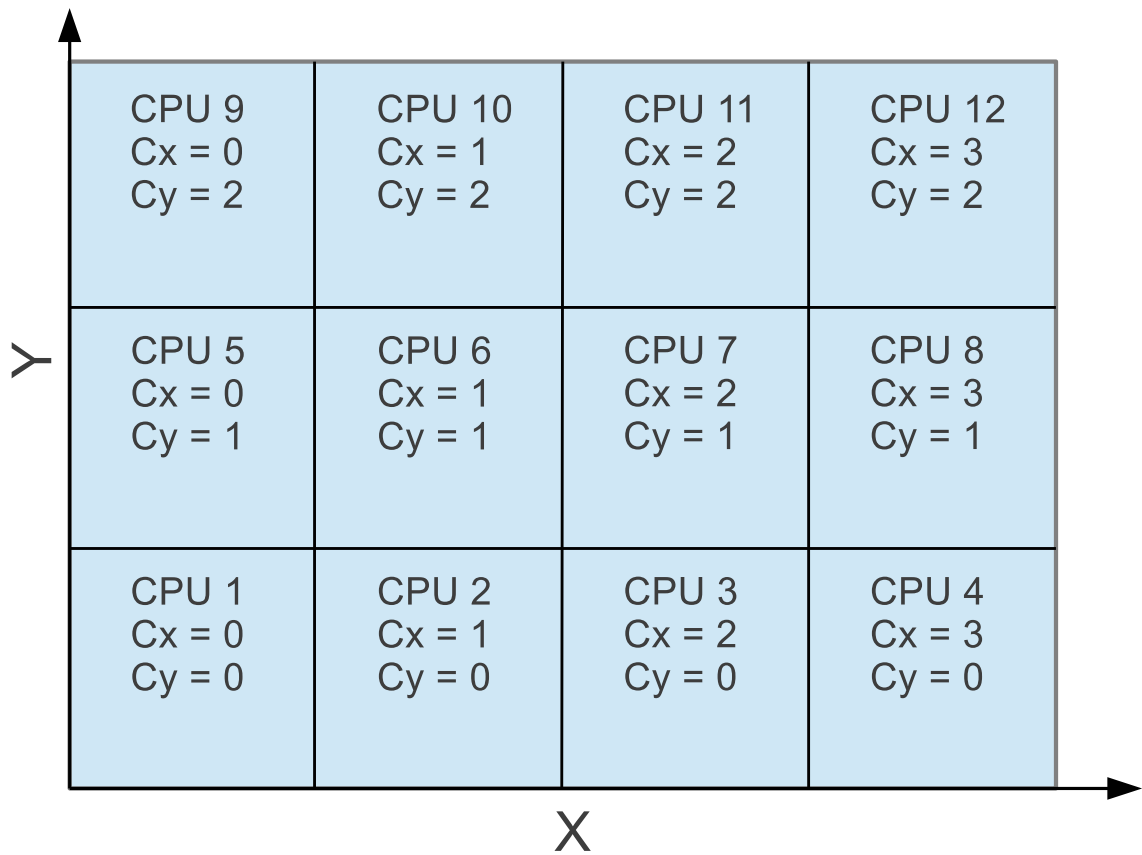 CPU 9
Cx = 0
Cy = 2
CPU 10
Cx = 1
Cy = 2
CPU 11
Cx = 2
Cy = 2
CPU 12
Cx = 3
Cy = 2
CPU 5
Cx = 0
Cy = 1
CPU 6
Cx = 1
Cy = 1
CPU 7
Cx = 2
Cy = 1
CPU 8
Cx = 3
Cy = 1
CPU 1
Cx = 0
Cy = 0
CPU 2
Cx = 1
Cy = 0
CPU 3
Cx = 2
Cy = 0
CPU 4
Cx = 3
Cy = 0
Y
X